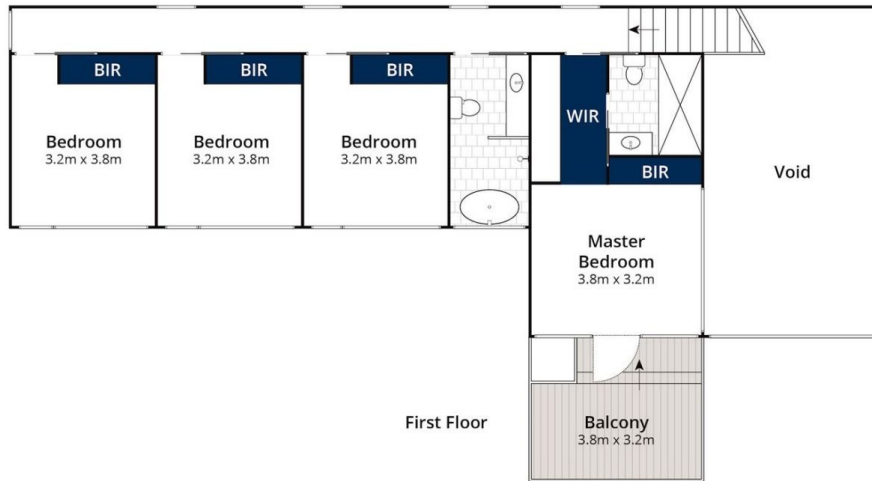 BIR
BIR
BIR
Bedroom
3.2m x 3.8m
Bedroom
3.2m x 3.8m
Bedroom
3.2m x 3.8m
WIR
BIR
Void
Master
Bedroom
3.8m x 3.2m
First Floor
Balcony
3.8m x 3.2m